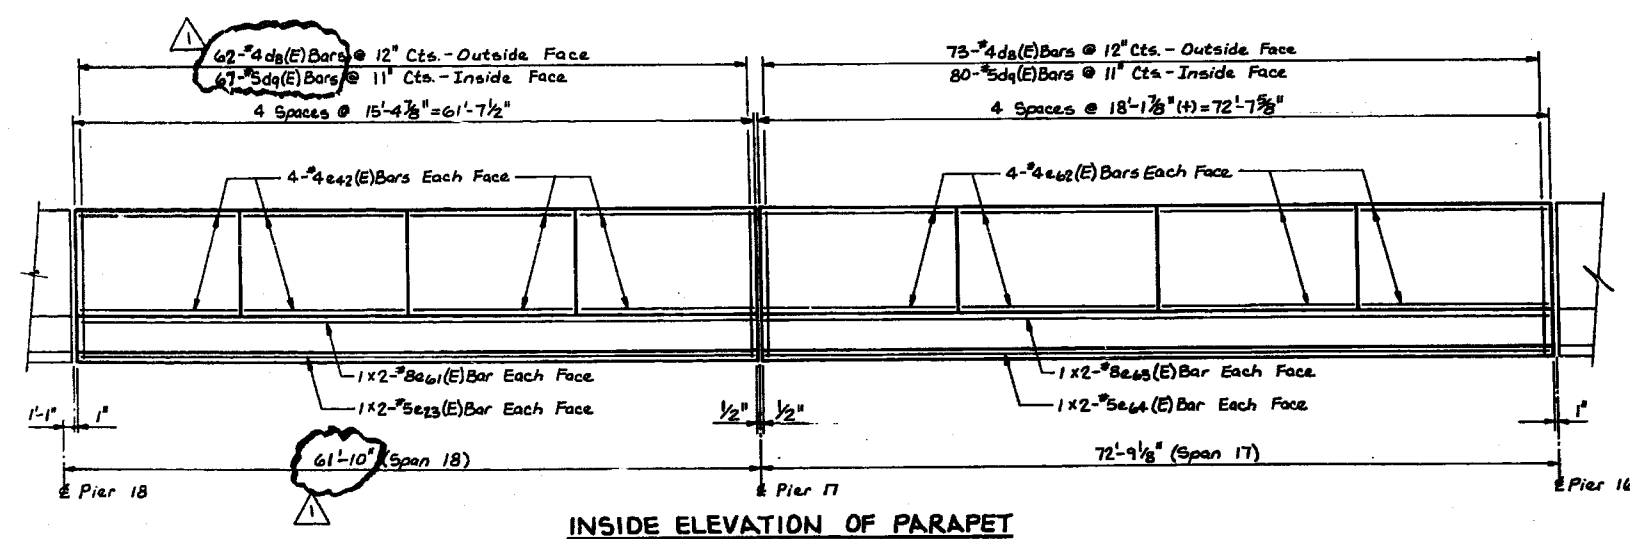 1
62-#4d8(E)Bars @ 12" Cts.-Outside Face
67-#5d9(E)Bars @ 11" Cts.-Inside Face
4 Spaces @ 15'-4 7/8"=61'-7 1/2"
73-#4d8(E)Bars @ 12" Cts.-Outside Face
80-#5d9(E)Bars @ 11" Cts-Inside Face
4 Spaces @ 18'-1 7/8"(+)=72'-7 5/8"
4-#4e42(E)Bars Each Face
4-#4e62(E)Bars Each Face
1x2-#8e61(E)Bar Each Face
1x2-#5e23(E)Bar Each Face
1x2-#8e63(E)Bar Each Face
1x2-#5e64(E)Bar Each Face
1'-1" 1" 1/2" 1/2" 1"
61'-10" (Span 18)
72'-9 1/8" (Span 17)
℄ Pier 18
℄ Pier 17
℄ Pier 16
1
INSIDE ELEVATION OF PARAPET